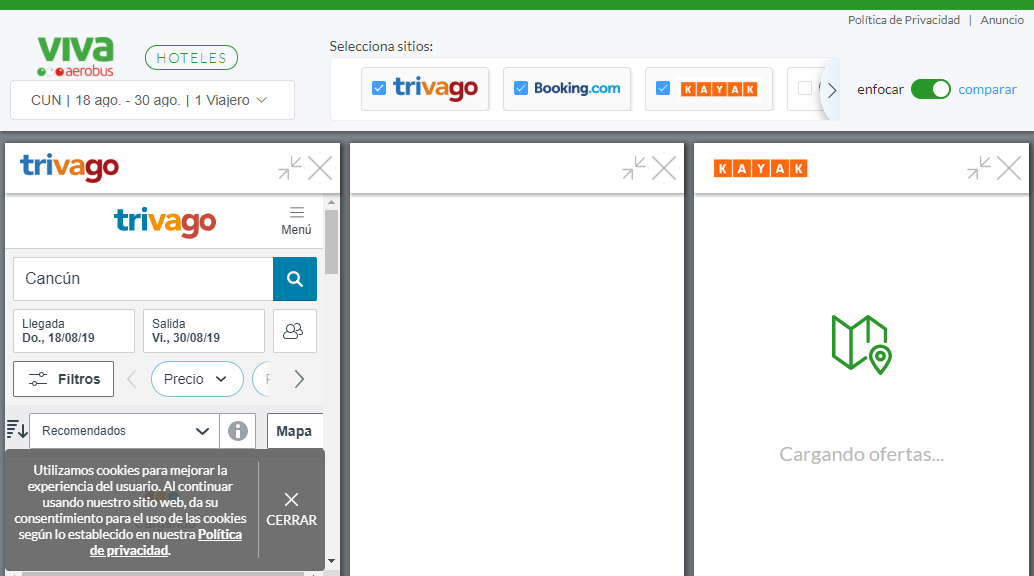 Política de Privacidad | Anuncio
viva
aerobus
HOTELES
CUN | 18 ago. - 30 ago. | 1 Viajero
Selecciona sitios:
trivago
Booking.com
KAYAK
enfocar
comparar
trivago
trivago
Menú
Cancún
Llegada
Do., 18/08/19
Salida
Vi., 30/08/19
Filtros
Precio
Recomendados
Mapa
Utilizamos cookies para mejorar la
experiencia del usuario. Al continuar
usando nuestro sitio web, da su
consentimiento para el uso de las cookies
según lo establecido en nuestra Política
de privacidad.
CERRAR
KAYAK
Cargando ofertas...